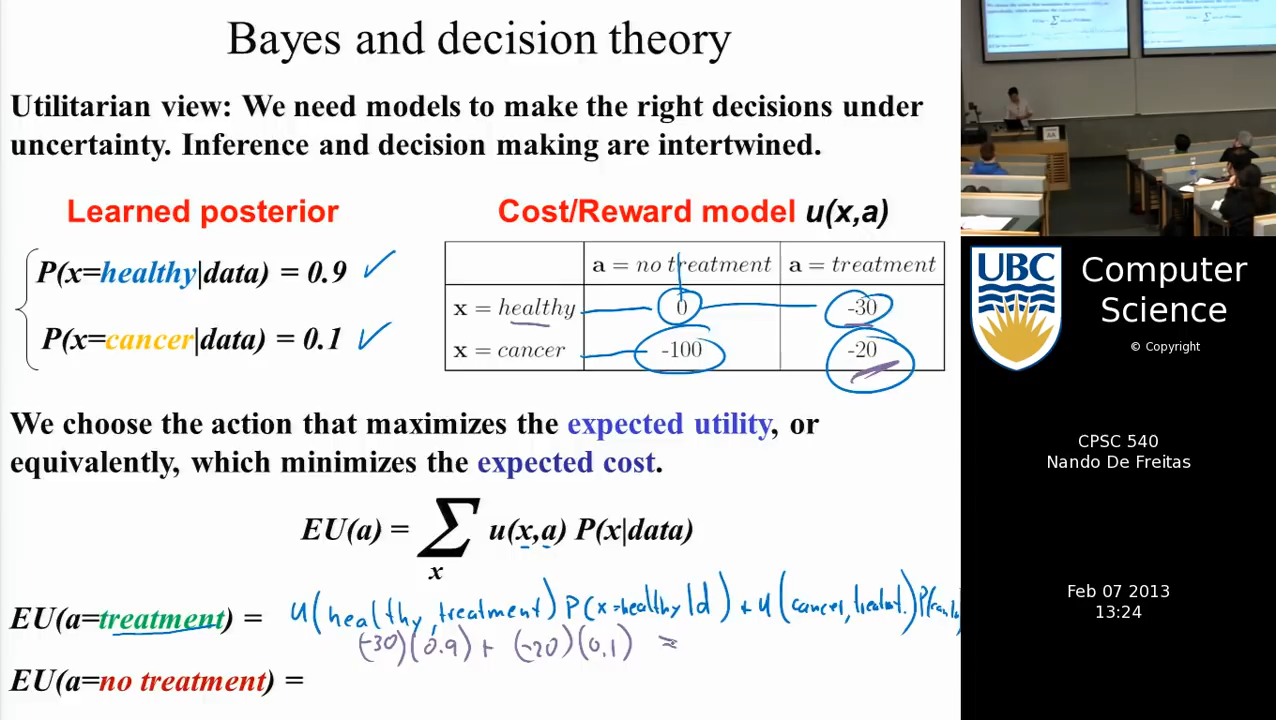 Bayes and decision theory
Utilitarian view: We need models to make the right decisions under
uncertainty. Inference and decision making are intertwined.
Learned posterior
P(x=healthy|data) = 0.9
P(x=cancer|data) = 0.1
Cost/Reward model u(x,a)
a = no treatment a = treatment
x = healthy 0 -30
x = cancer -100 -20
We choose the action that maximizes the expected utility, or
equivalently, which minimizes the expected cost.
EU(a) = ∑ u(x,a) P(x|data)
x
EU(a=treatment) = u(healthy, treatment) P(x=healthy|d) + u(cancer, treatmt.)
(-30)(0.9) + (-20)(0.1) =
EU(a=no treatment) =
UBC
Computer
Science
© Copyright
CPSC 540
Nando De Freitas
Feb 07 2013
13:24